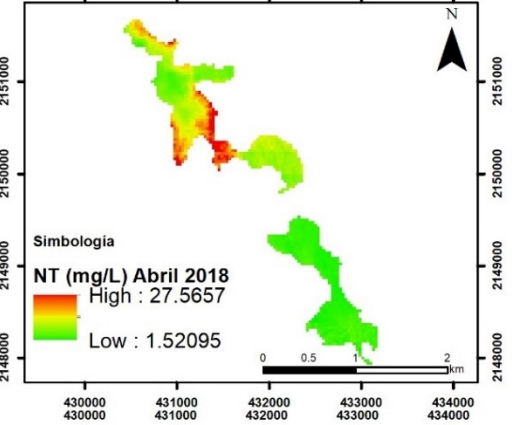 N
2151000
2151000
2150000
2150000
2149000
2149000
2148000
2148000
Simbología
NT (mg/L) Abril 2018
High : 27.5657
Low : 1.52095
0 0.5 1 2
km
430000 431000 432000 433000 434000
430000 431000 432000 433000 434000